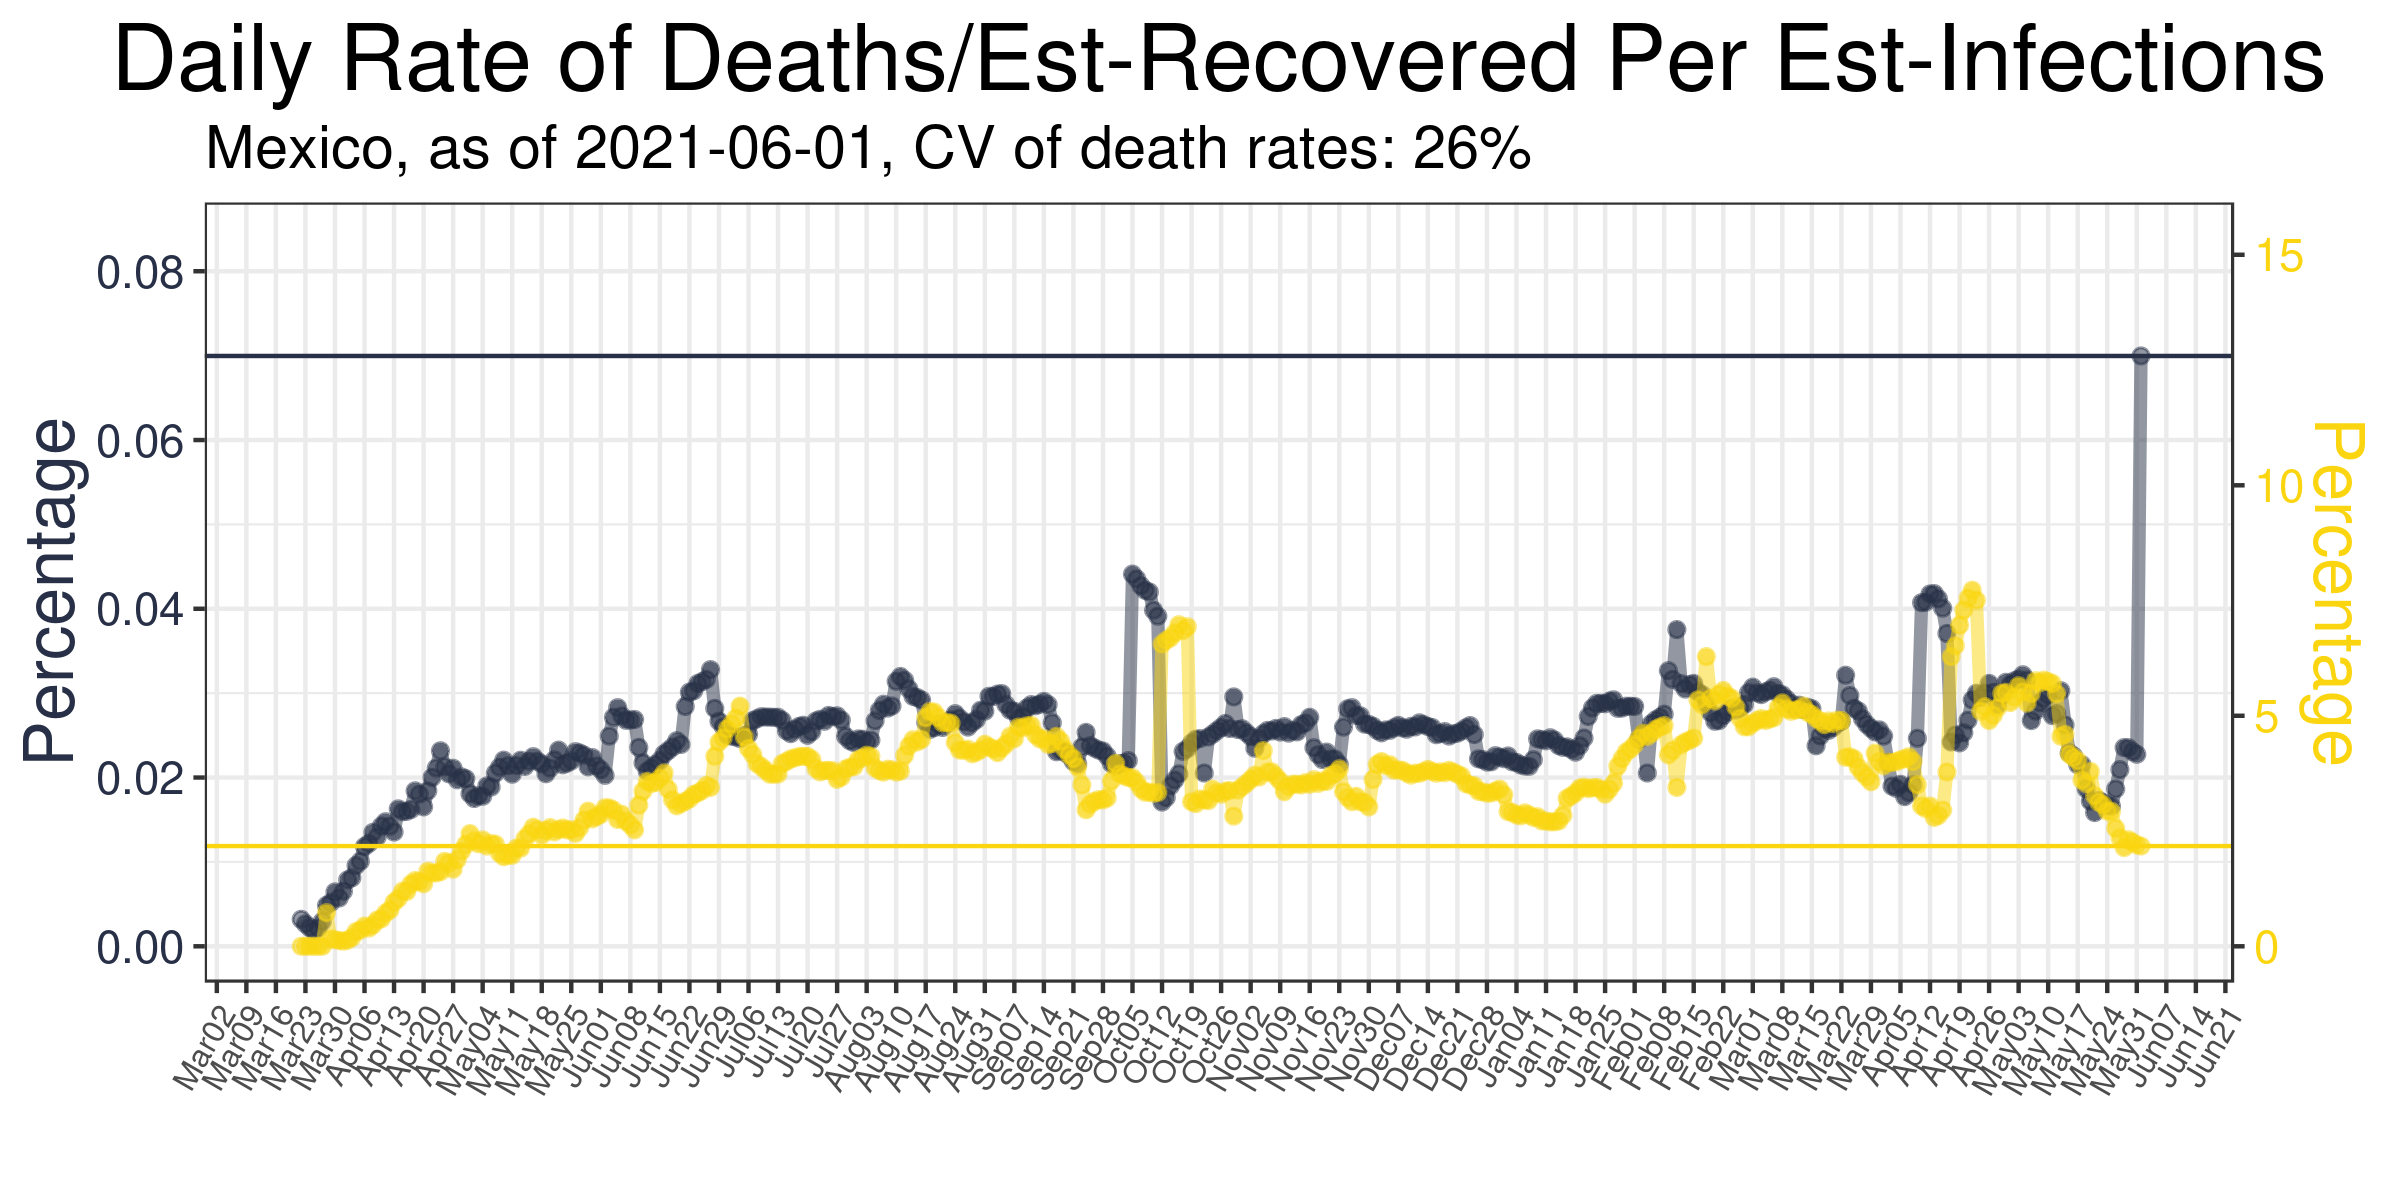 Daily Rate of Deaths/Est-Recovered Per Est-Infections
Mexico, as of 2021-06-01, CV of death rates: 26%
Percentage
0.08
0.06
0.04
0.02
0.00
15
10
5
0
Percentage
Mar02
Mar09
Mar16
Mar23
Mar30
Apr06
Apr13
Apr20
Apr27
May04
May11
May18
May25
Jun01
Jun08
Jun15
Jun22
Jun29
Jul06
Jul13
Jul20
Jul27
Aug03
Aug10
Aug17
Aug24
Aug31
Sep07
Sep14
Sep21
Sep28
Oct05
Oct12
Oct19
Oct26
Nov02
Nov09
Nov16
Nov23
Nov30
Dec07
Dec14
Dec21
Dec28
Jan04
Jan11
Jan18
Jan25
Feb01
Feb08
Feb15
Feb22
Mar01
Mar08
Mar15
Mar22
Mar29
Apr05
Apr12
Apr19
Apr26
May03
May10
May17
May24
May31
Jun07
Jun14
Jun21